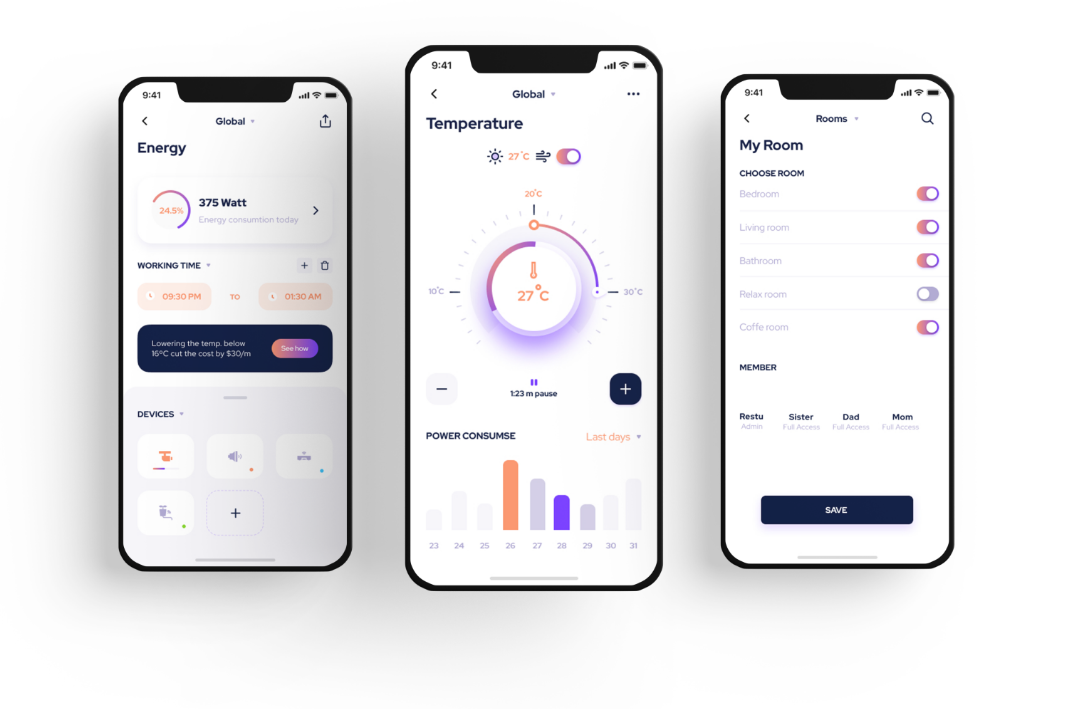 9:41
Global
Energy
24.5%
375 Watt
Energy consumtion today
WORKING TIME
09:30 PM
TO
01:30 AM
Lowering the temp. below
16°C cut the cost by $30/m
See how
DEVICES
9:41
Global
Temperature
27°C
20°C
10°C
30°C
27°C
1:23 m pause
POWER CONSUMSE
Last days
23 24 25 26 27 28 29 30 31
9:41
Rooms
My Room
CHOOSE ROOM
Bedroom
Living room
Bathroom
Relax room
Coffe room
MEMBER
Restu Sister Dad Mom
Admin Full Access Full Access Full Access
SAVE